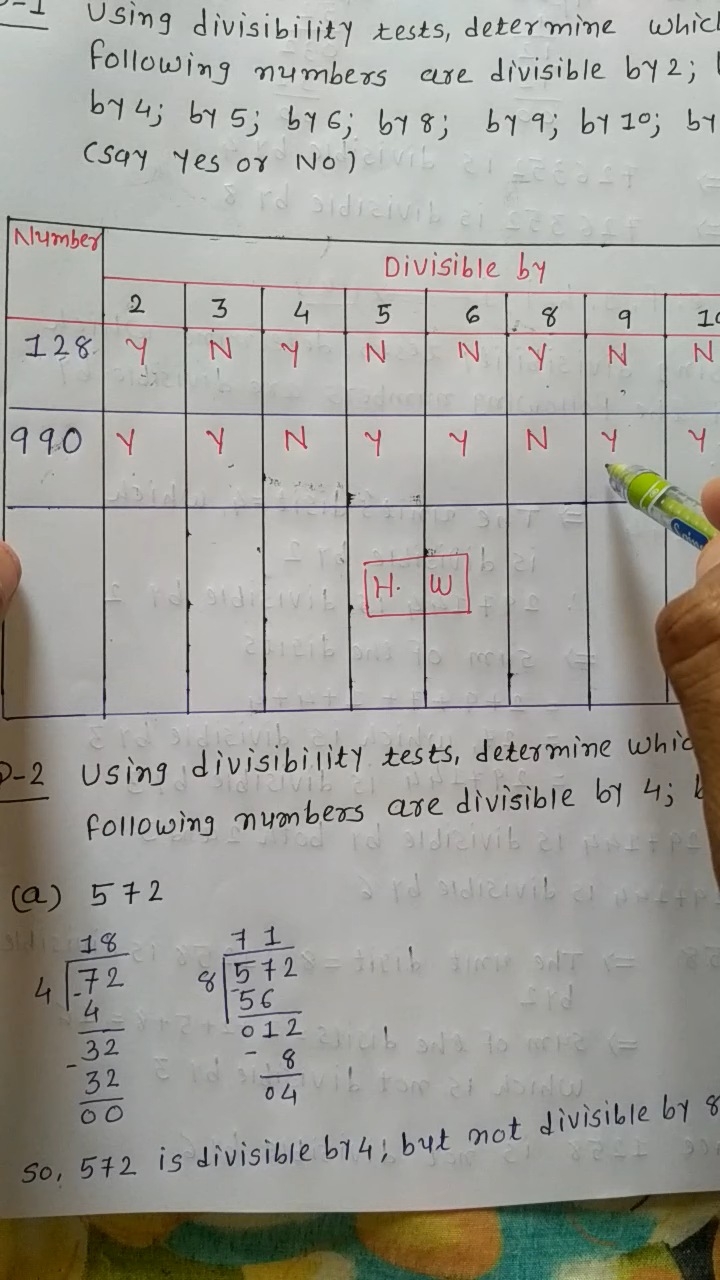 Using divisibility tests, determine which
following numbers are divisible by 2;
by 4; by 5; by 6; by 8; by 9; by 10; by
(say Yes or No)
Number
Divisible by
2 3 4 5 6 8 9 10
128 Y N Y N N Y N N
990 Y Y N Y Y N Y Y
H. W
Using divisibility tests, determine whic
following numbers are divisible by 4;
(a) 572
18 71
4 72 8 572
4 56
32 012
- 32 - 8
00 04
So, 572 is divisible by 4; but not divisible by 8